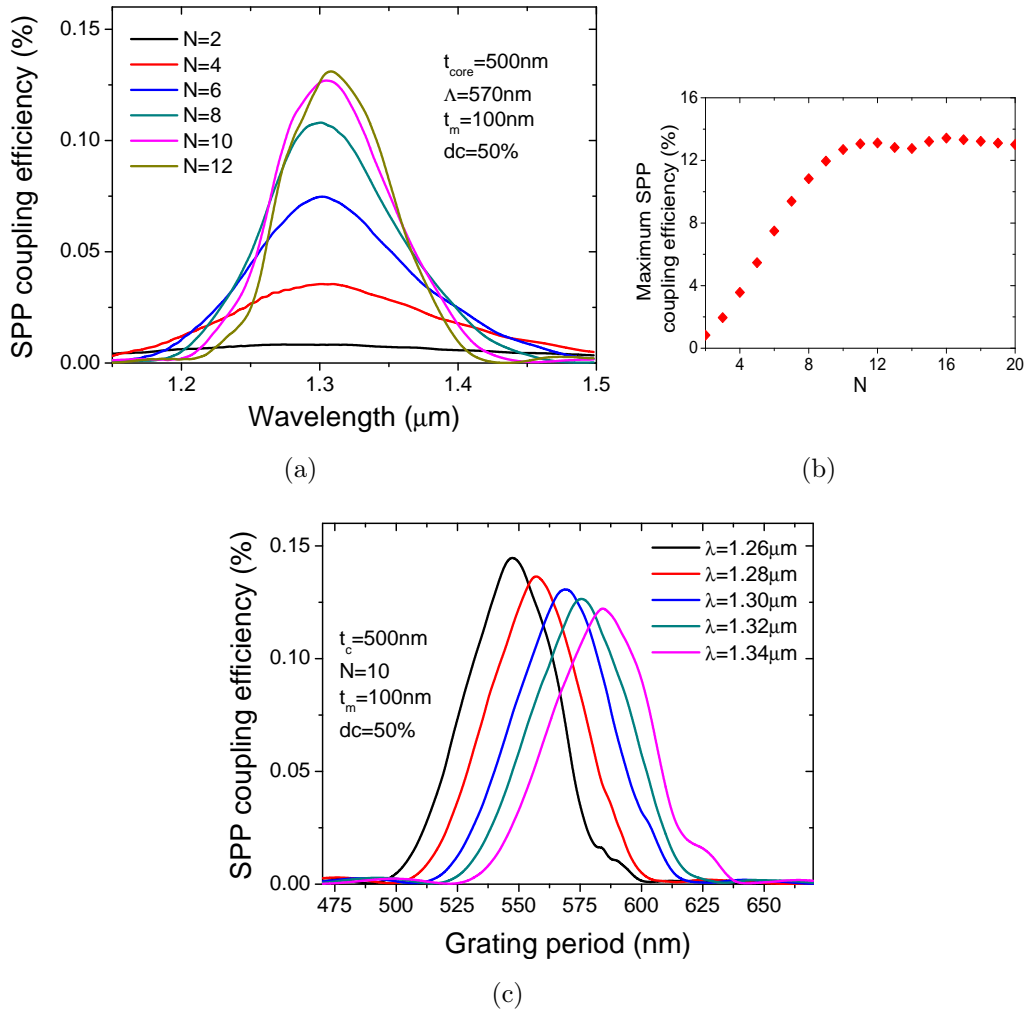 SPP coupling efficiency (%)
0.15
0.10
0.05
0.00
N=2
N=4
N=6
N=8
N=10
N=12
t_core=500nm
Λ=570nm
t_m=100nm
dc=50%
1.2
1.3
1.4
1.5
Wavelength (μm)
(a)
Maximum SPP
coupling efficiency (%)
16
12
8
4
0
4
8
12
16
20
N
(b)
SPP coupling efficiency (%)
0.15
0.10
0.05
0.00
t_c=500nm
N=10
t_m=100nm
dc=50%
λ=1.26μm
λ=1.28μm
λ=1.30μm
λ=1.32μm
λ=1.34μm
475
500
525
550
575
600
625
650
Grating period (nm)
(c)